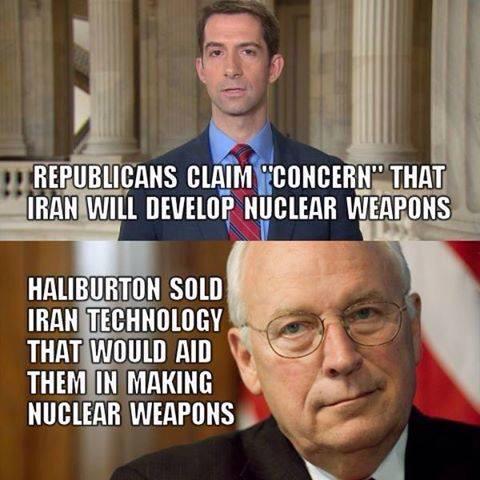 REPUBLICANS CLAIM "CONCERN" THAT
IRAN WILL DEVELOP NUCLEAR WEAPONS
HALIBURTON SOLD
IRAN TECHNOLOGY
THAT WOULD AID
THEM IN MAKING
NUCLEAR WEAPONS